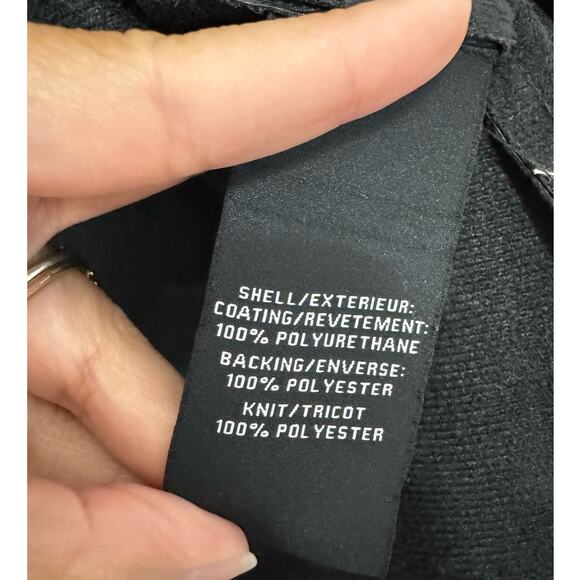 SHELL/EXTERIEUR:
COATING/REVETEMENT:
100% POLYURETHANE
BACKING/ENVERSE:
100% POLYESTER
KNIT/TRICOT
100% POLYESTER